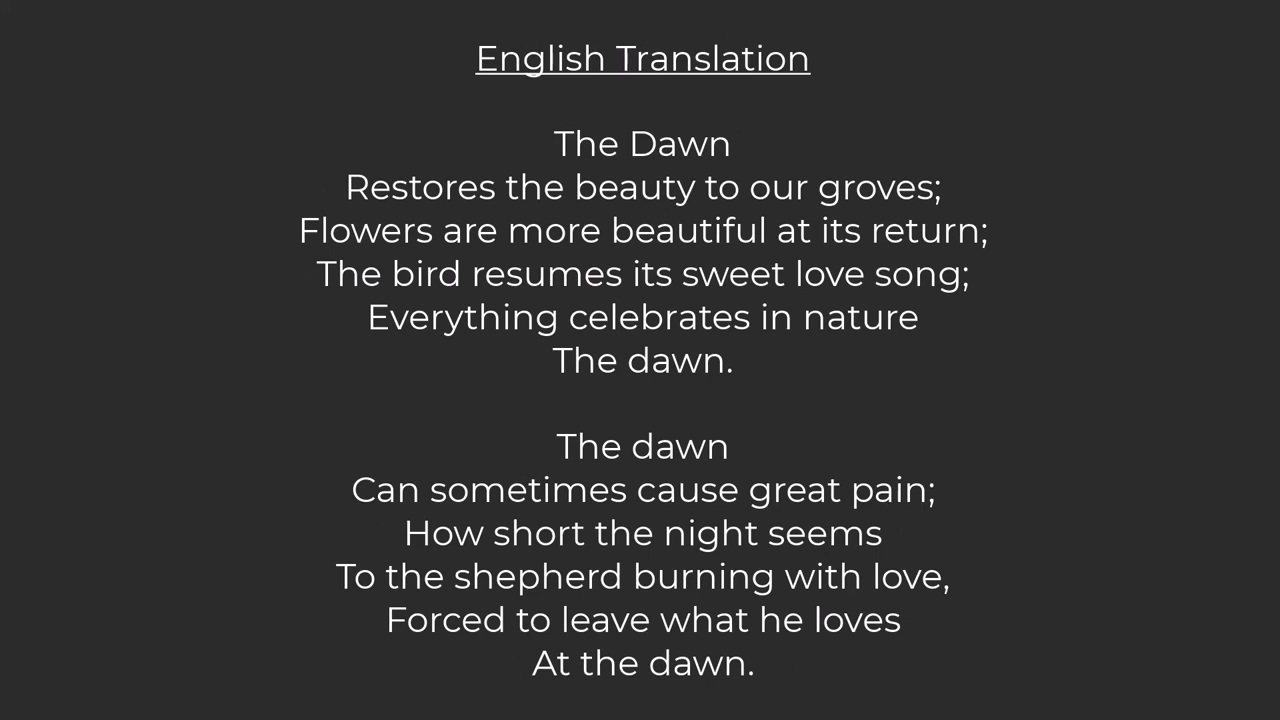 English Translation
The Dawn
Restores the beauty to our groves;
Flowers are more beautiful at its return;
The bird resumes its sweet love song;
Everything celebrates in nature
The dawn.
The dawn
Can sometimes cause great pain;
How short the night seems
To the shepherd burning with love,
Forced to leave what he loves
At the dawn.